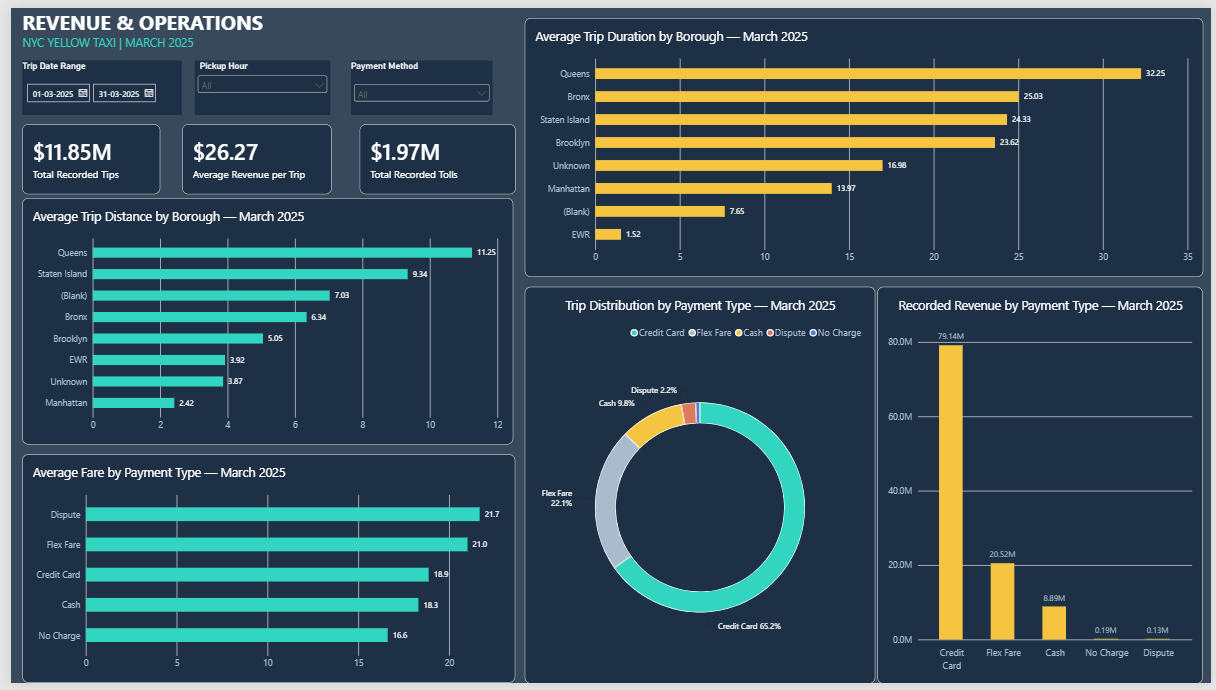 REVENUE & OPERATIONS
NYC YELLOW TAXI | MARCH 2025
Trip Date Range
01-03-2025
31-03-2025
Pickup Hour
All
Payment Method
All
$11.85M
Total Recorded Tips
$26.27
Average Revenue per Trip
$1.97M
Total Recorded Tolls
Average Trip Distance by Borough — March 2025
Queens 11.25
Staten Island 9.34
(Blank) 7.03
Bronx 6.34
Brooklyn 5.05
EWR 3.92
Unknown 3.87
Manhattan 2.42
0 2 4 6 8 10 12
Average Fare by Payment Type — March 2025
Dispute 21.7
Flex Fare 21.0
Credit Card 18.9
Cash 18.3
No Charge 16.6
0 5 10 15 20
Average Trip Duration by Borough — March 2025
Queens 32.25
Bronx 25.03
Staten Island 24.33
Brooklyn 23.62
Unknown 16.98
Manhattan 13.97
(Blank) 7.65
EWR 1.52
0 5 10 15 20 25 30 35
Trip Distribution by Payment Type — March 2025
Credit Card Flex Fare Cash Dispute No Charge
Dispute 2.2%
Cash 9.8%
Flex Fare
22.1%
Credit Card 65.2%
Recorded Revenue by Payment Type — March 2025
80.0M
60.0M
40.0M
20.0M
0.0M
79.14M
20.52M
8.89M
0.19M
0.13M
Credit
Card
Flex Fare
Cash
No Charge
Dispute